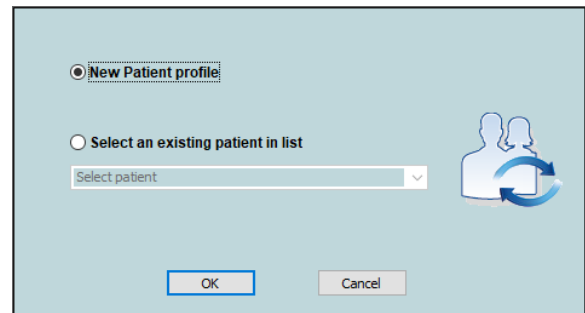 New Patient profile
Select an existing patient in list
Select patient
OK
Cancel